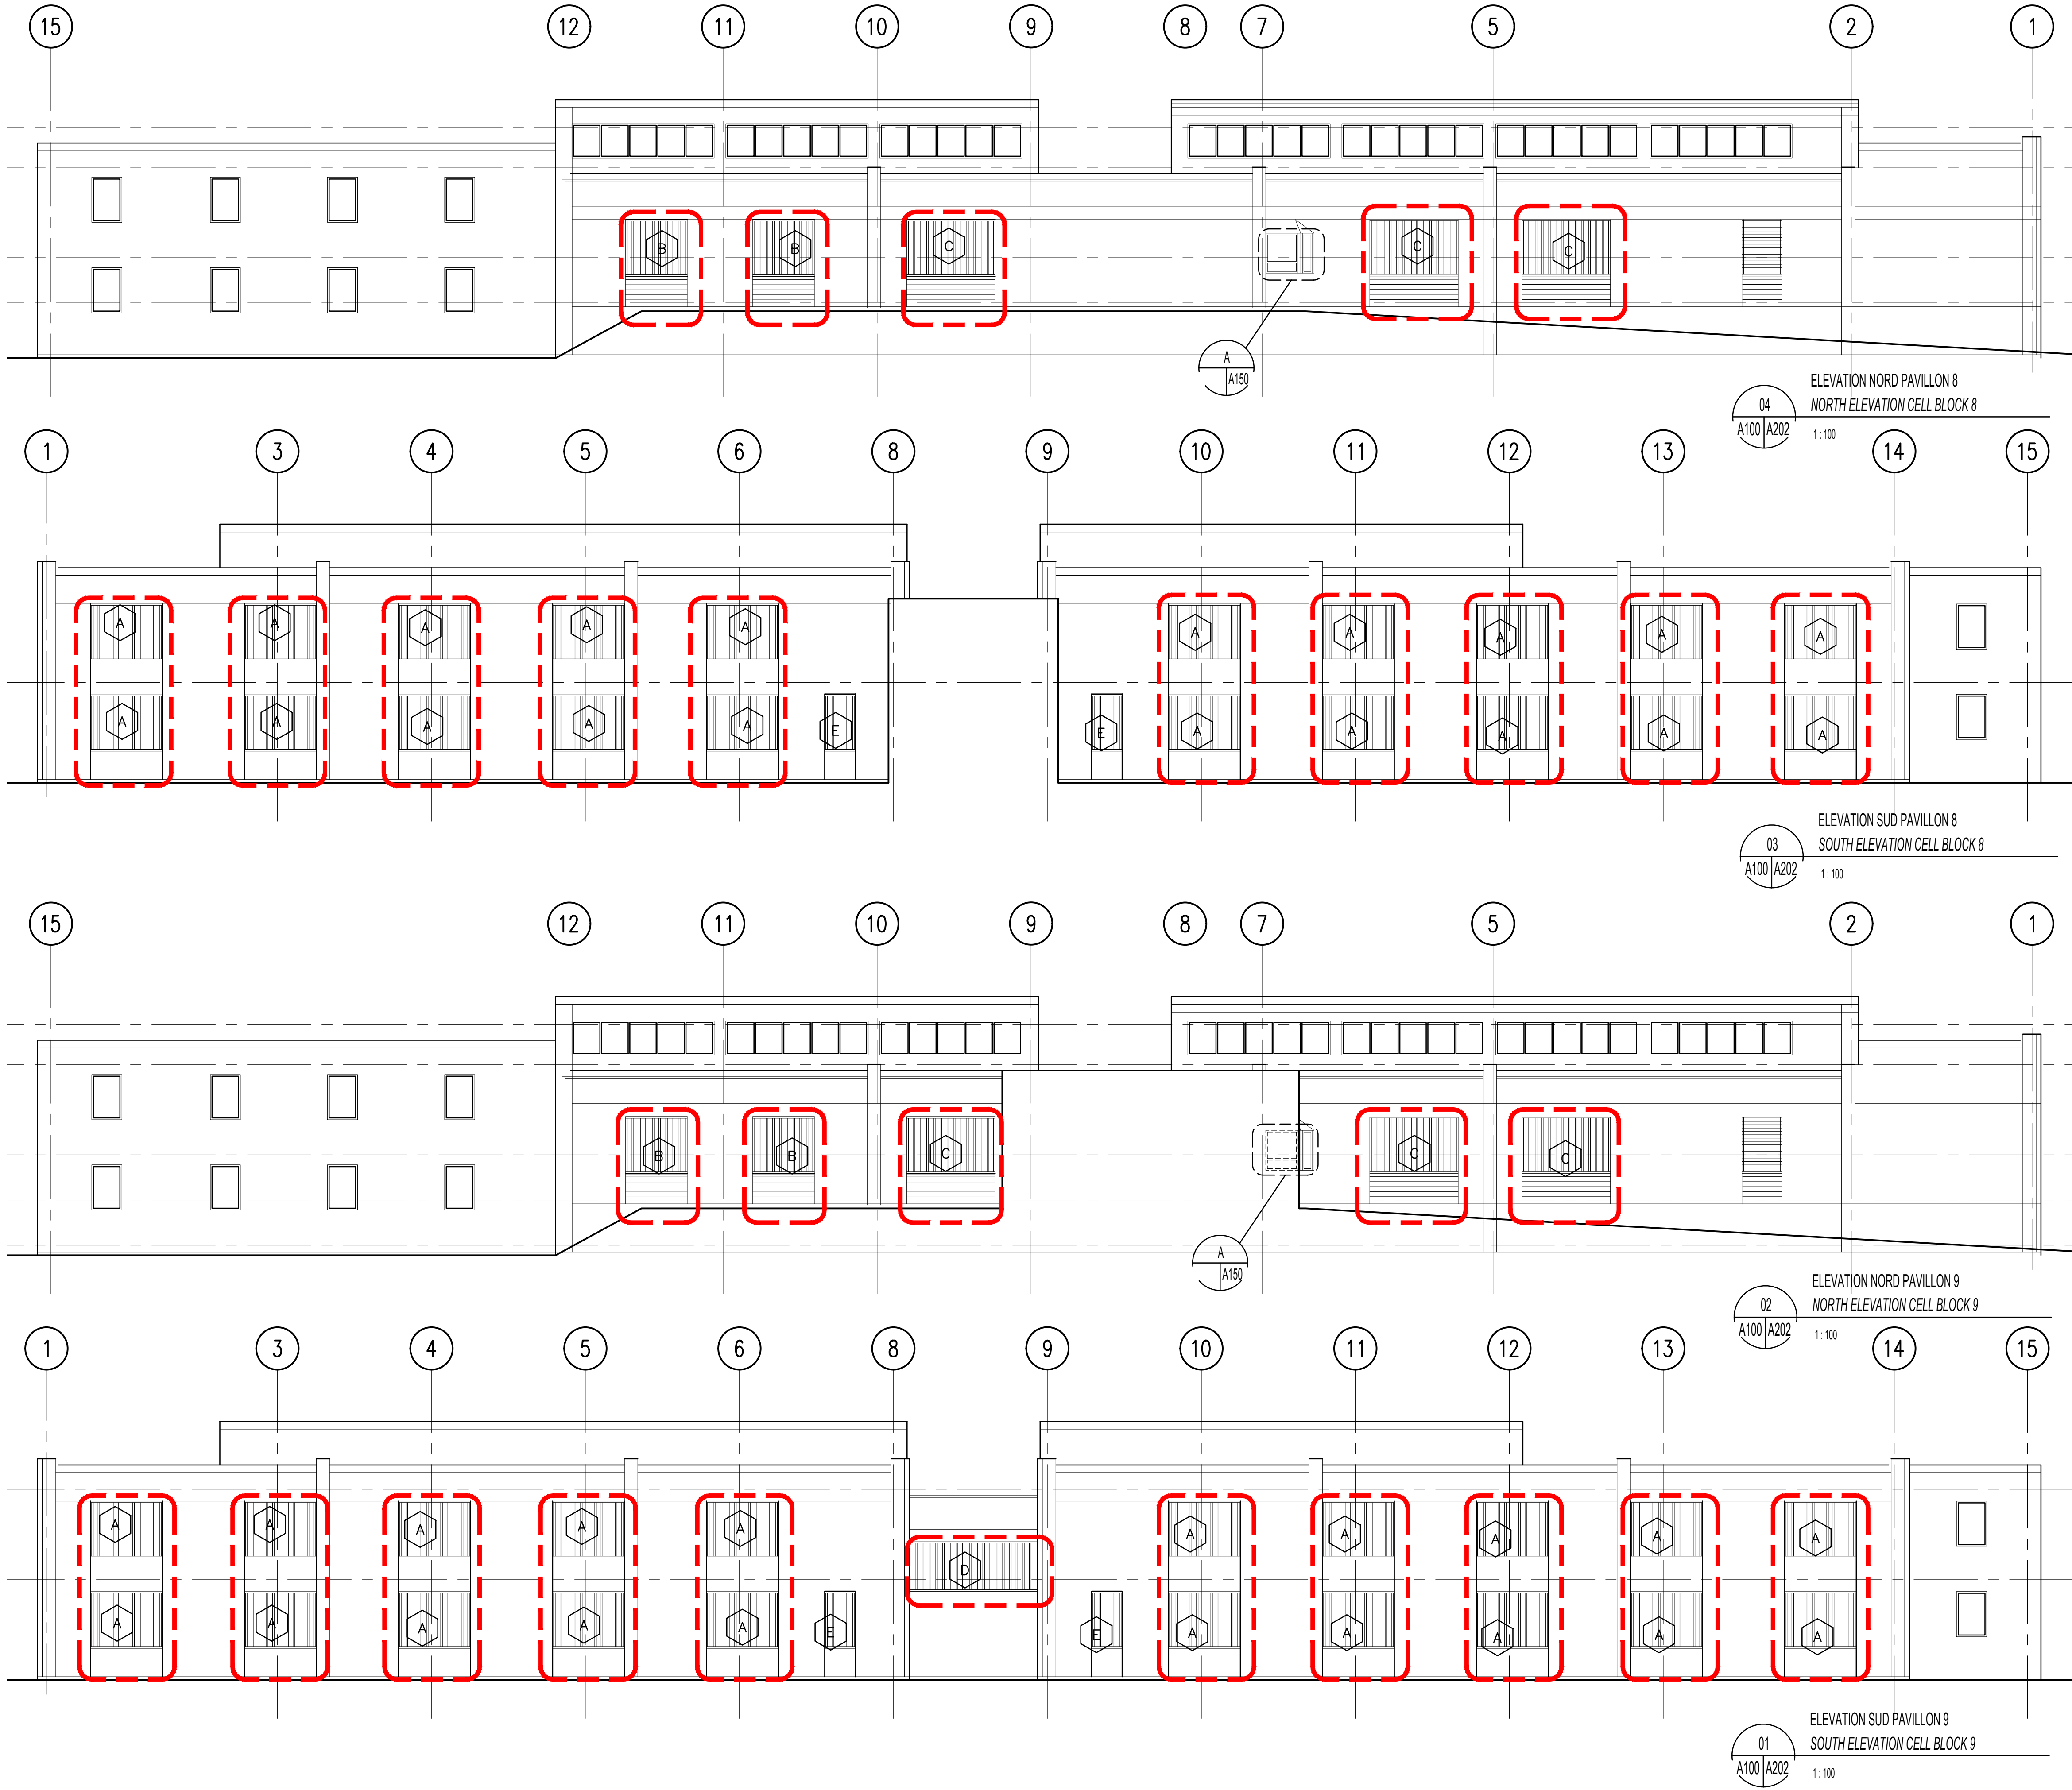 15 12 11 10 9 8 7 5 2 1
B B C C C
A
A150
ELEVATION NORD PAVILLON 8
04 NORTH ELEVATION CELL BLOCK 8
A100 A202 1 : 100
1 3 4 5 6 8 9 10 11 12 13 14 15
A A A A A A A A A A
A A A A A E E A A A A A
ELEVATION SUD PAVILLON 8
03 SOUTH ELEVATION CELL BLOCK 8
A100 A202 1 : 100
15 12 11 10 9 8 7 5 2 1
B B C C C
A
A150
ELEVATION NORD PAVILLON 9
02 NORTH ELEVATION CELL BLOCK 9
A100 A202 1 : 100
1 3 4 5 6 8 9 10 11 12 13 14 15
A A A A A A A A A A
D
A A A A A E E A A A A A
ELEVATION SUD PAVILLON 9
01 SOUTH ELEVATION CELL BLOCK 9
A100 A202 1 : 100